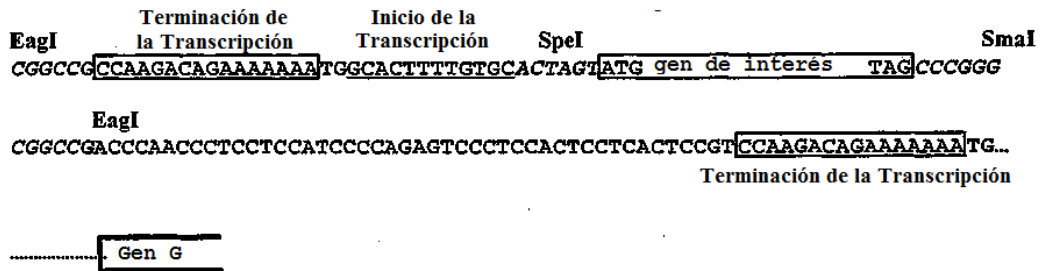 Terminación de la Transcripción
Inicio de la Transcripción
EagI
SpeI
SmaI
CGGCCGCCAAGACAGAAAAAAATGGCACTTTTGTGCACTAGTATG gen de interés TAGCCCGGG
EagI
CGGCCGACCCAACCCTCCTCCATCCCCAGAGTCCCTCCACTCCTCACTCCGTCCAAGACAGAAAAAAATG...
Terminación de la Transcripción
Gen G